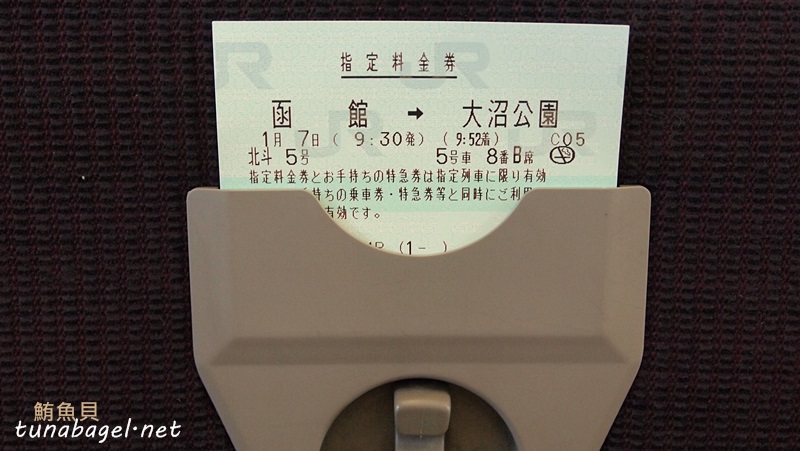 指定料金券
函館 → 大沼公園
1月 7日 ( 9:30発) (9:52着) C05
北斗 5号 5号車 8番B席
指定料金券とお手持ちの特急券は指定列車に限り有効
持ちの乗車券・特急券等と同時にご利用
有効です。
(1- )
鮪魚貝
tunabagel.net